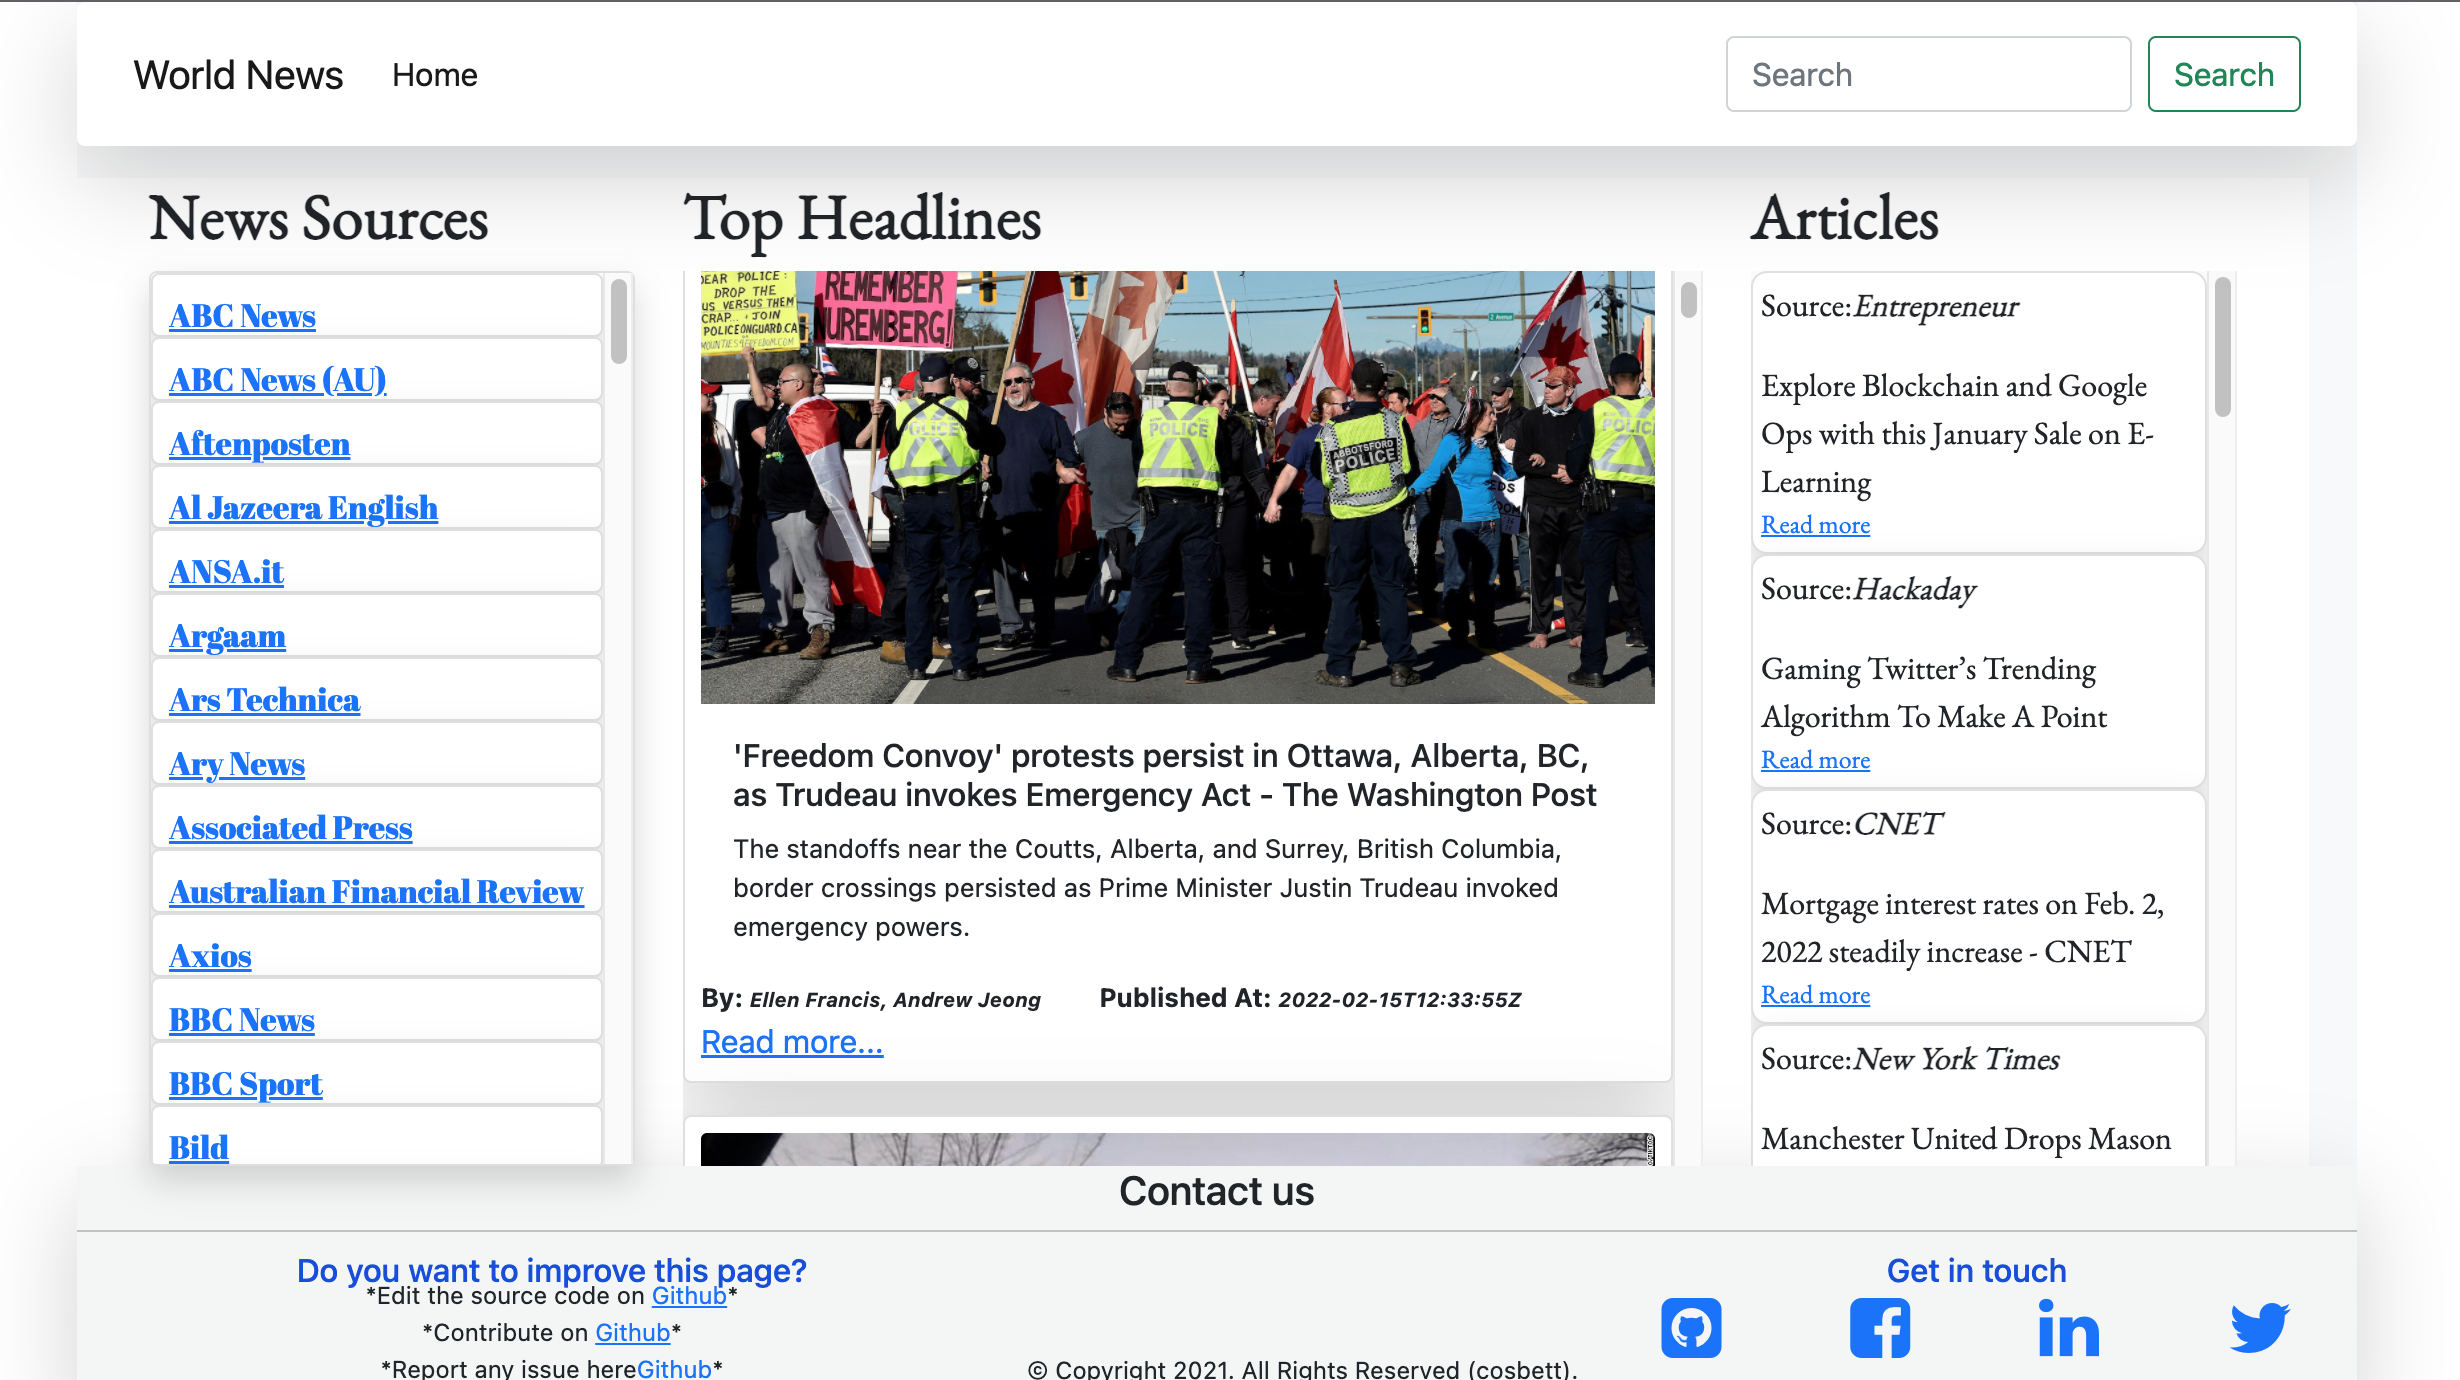 World News
Home
Search
Search
News Sources
ABC News
ABC News (AU)
Aftenposten
Al Jazeera English
ANSA.it
Argaam
Ars Technica
Ary News
Associated Press
Australian Financial Review
Axios
BBC News
BBC Sport
Bild
Top Headlines
DEAR POLICE:
DROP THE
US VERSUS THEM
CRAP... + JOIN
POLICEONGUARD.CA
REMEMBER
NUREMBERG!
POLICE
POLICE
ABBOTSFORD
POLICE
POLIC
'Freedom Convoy' protests persist in Ottawa, Alberta, BC,
as Trudeau invokes Emergency Act - The Washington Post
The standoffs near the Coutts, Alberta, and Surrey, British Columbia,
border crossings persisted as Prime Minister Justin Trudeau invoked
emergency powers.
By: Ellen Francis, Andrew Jeong Published At: 2022-02-15T12:33:55Z
Read more...
Articles
Source:Entrepreneur
Explore Blockchain and Google
Ops with this January Sale on E-
Learning
Read more
Source:Hackaday
Gaming Twitter’s Trending
Algorithm To Make A Point
Read more
Source:CNET
Mortgage interest rates on Feb. 2,
2022 steadily increase - CNET
Read more
Source:New York Times
Manchester United Drops Mason
Contact us
Do you want to improve this page?
*Edit the source code on Github*
*Contribute on Github*
*Report any issue hereGithub*
© Copyright 2021. All Rights Reserved (cosbett).
Get in touch